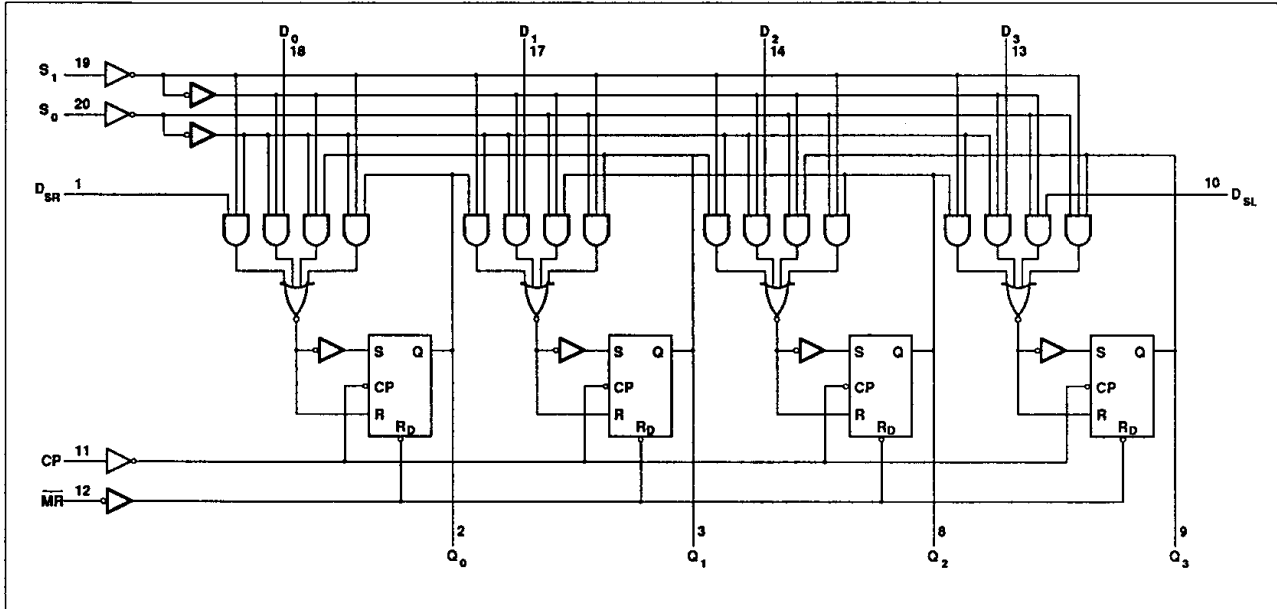 D0 D1 D2 D3
18 17 14 13
S1 19
S0 20
DSR 1
10 DSL
S Q S Q S Q S Q
CP CP CP CP
R R R R
RD RD RD RD
CP 11
MR 12
2 3 8 9
Q0 Q1 Q2 Q3